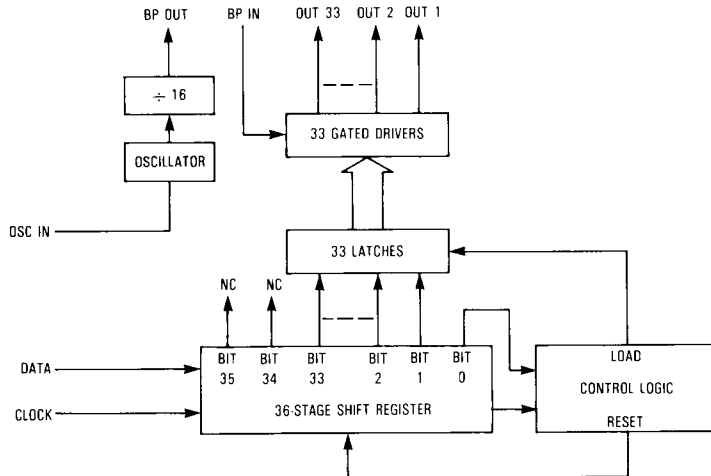 BP OUT
BP IN
OUT 33
OUT 2
OUT 1
÷ 16
33 GATED DRIVERS
OSCILLATOR
OSC IN
33 LATCHES
NC
NC
BIT 35
BIT 34
BIT 33
BIT 2
BIT 1
BIT 0
LOAD
DATA
CONTROL LOGIC
CLOCK
36-STAGE SHIFT REGISTER
RESET